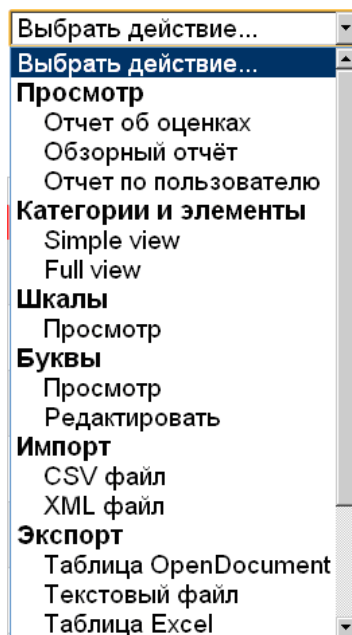 Выбрать действие...
Выбрать действие...
Просмотр
Отчет об оценках
Обзорный отчёт
Отчет по пользователю
Категории и элементы
Simple view
Full view
Шкалы
Просмотр
Буквы
Просмотр
Редактировать
Импорт
CSV файл
XML файл
Экспорт
Таблица OpenDocument
Текстовый файл
Таблица Excel